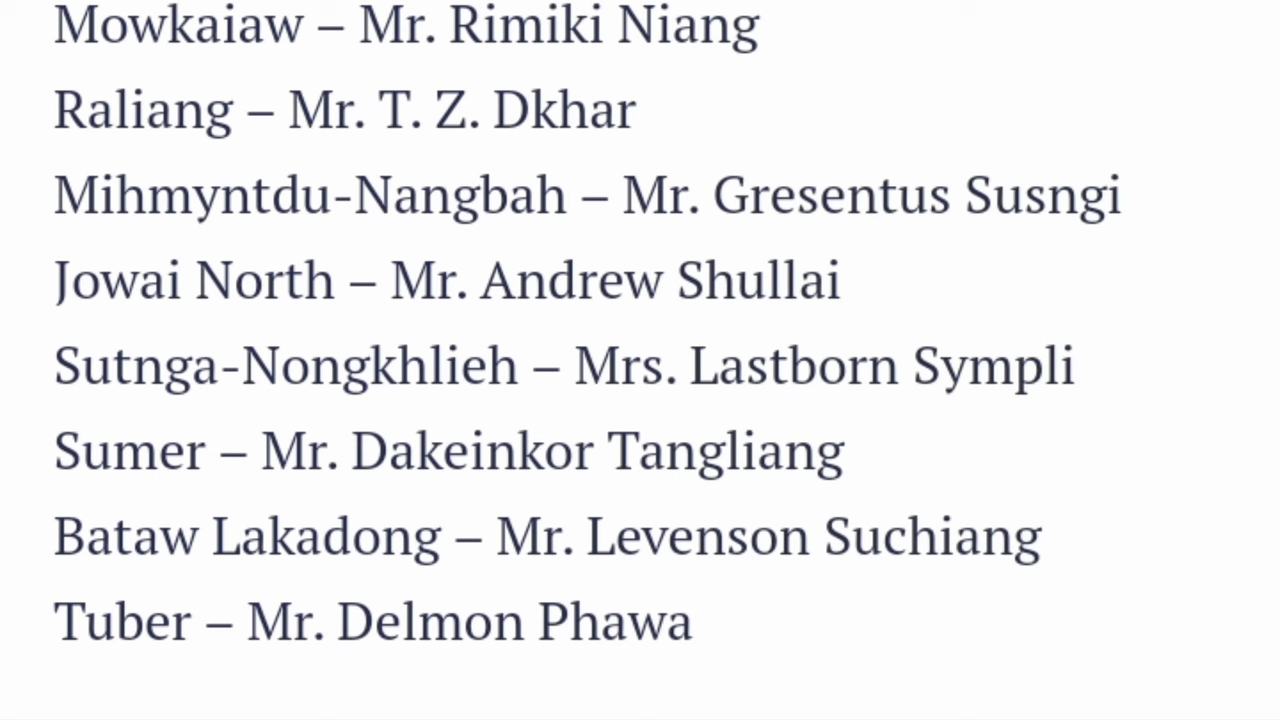 Mowkaiaw – Mr. Rimiki Niang
Raliang – Mr. T. Z. Dkhar
Mihmyntdu-Nangbah – Mr. Gresentus Susngi
Jowai North – Mr. Andrew Shullai
Sutnga-Nongkhlieh – Mrs. Lastborn Sympli
Sumer – Mr. Dakeinkor Tangliang
Bataw Lakadong – Mr. Levenson Suchiang
Tuber – Mr. Delmon Phawa